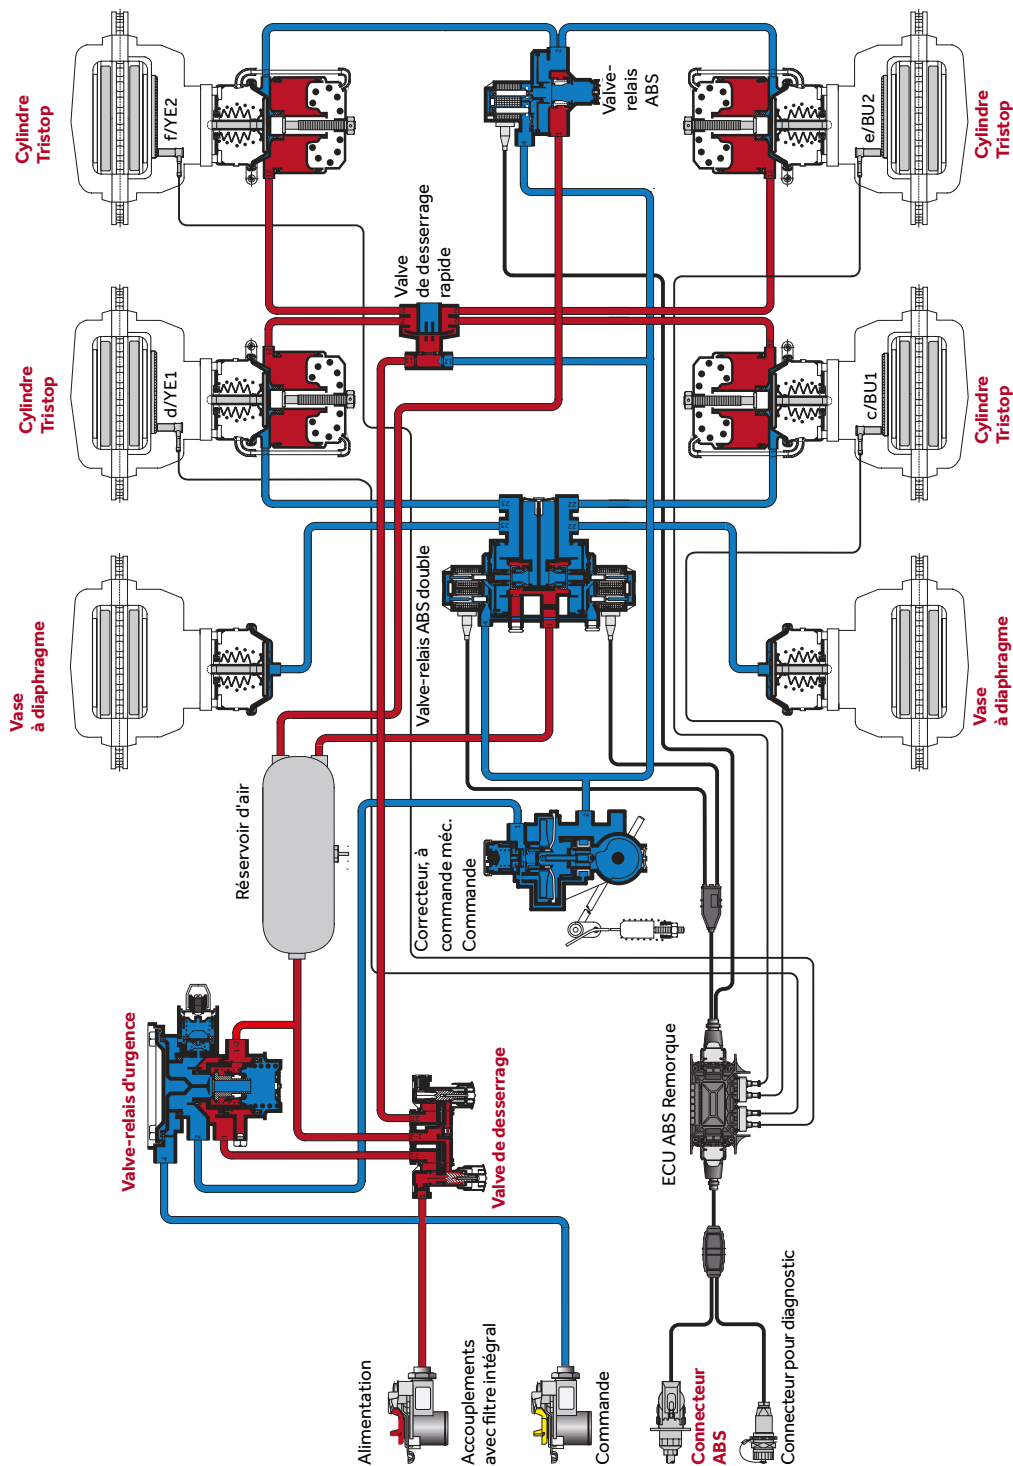 Vase
à diaphragme
Cylindre
Tristop
Cylindre
Tristop
d/YE1
f/YE2
Valve-relais d'urgence
Réservoir d'air
Valve
de desserrage
rapide
Valve-
relais
ABS
Valve-relais ABS double
Alimentation
Accouplements
avec filtre intégral
Valve de desserrage
Correcteur, à
commande méc.
Commande
Commande
ECU ABS Remorque
Connecteur
ABS
Connecteur pour diagnostic
c/BU1
e/BU2
Vase
à diaphragme
Cylindre
Tristop
Cylindre
Tristop